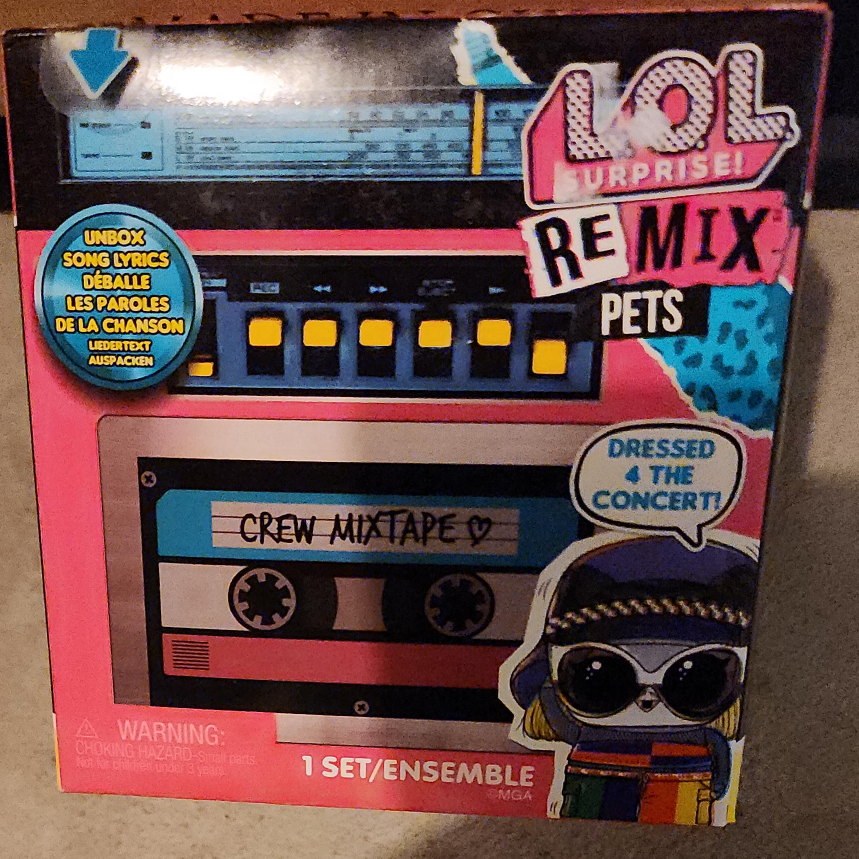 L.O.L.
SURPRISE!
REMIX
PETS
UNBOX
SONG LYRICS
DÉBALLE
LES PAROLES
DE LA CHANSON
LIEDERTEXT
AUSPACKEN
REC
DRESSED
4 THE
CONCERT!
CREW MIXTAPE
WARNING:
CHOKING HAZARD-Small parts.
Not for children under 3 years.
1 SET/ENSEMBLE
©MGA